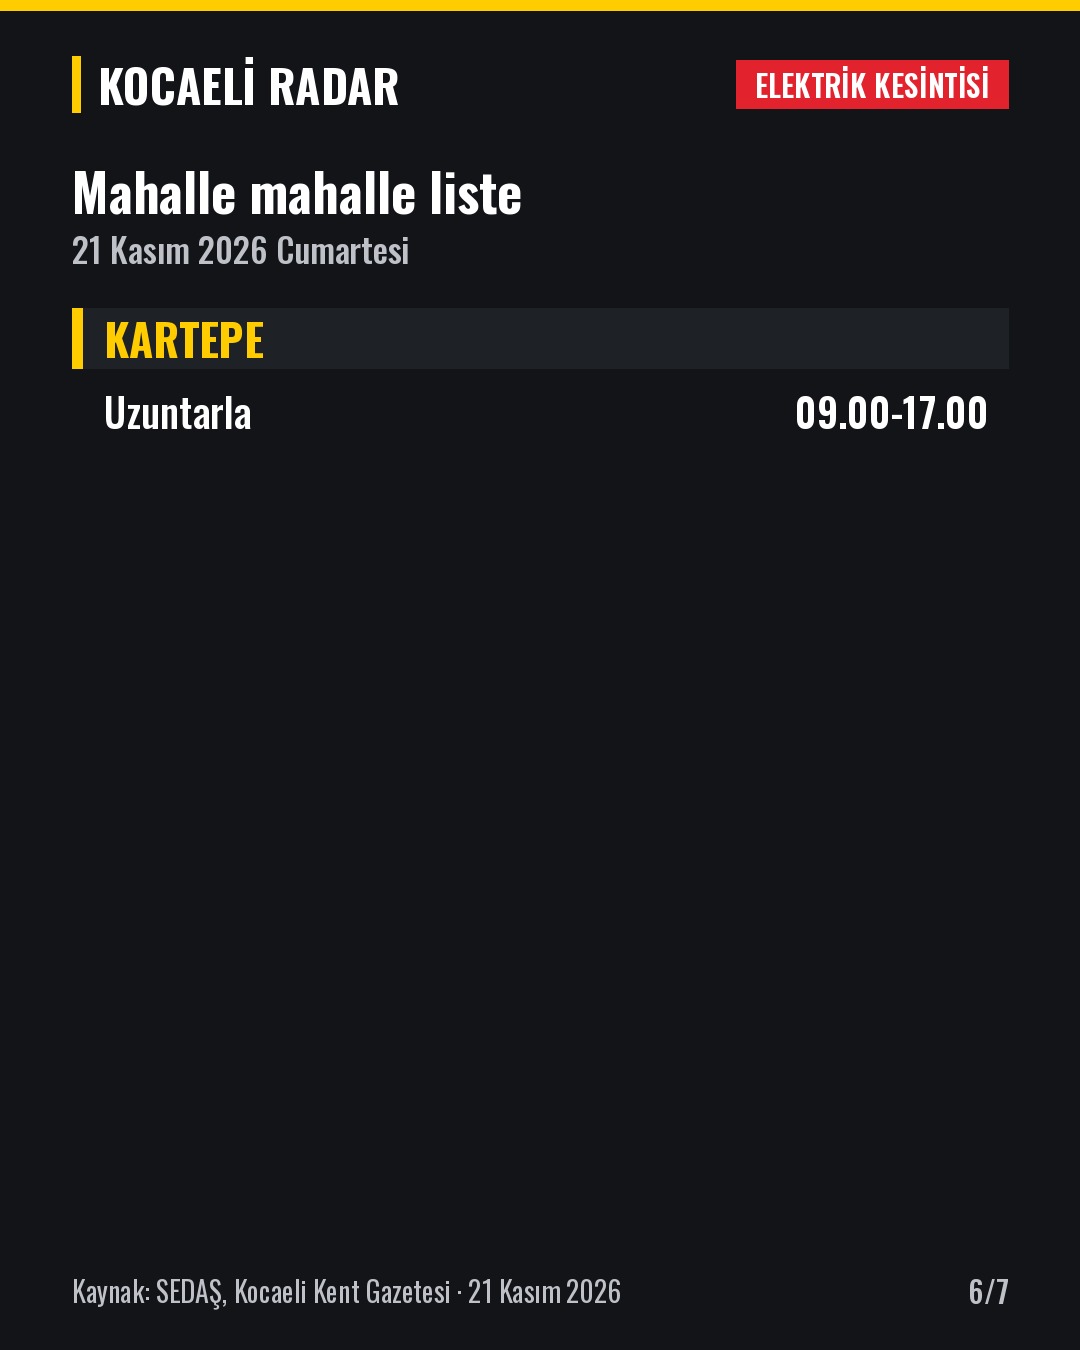 KOCAELİ RADAR
ELEKTRİK KESİNTİSİ
Mahalle mahalle liste
21 Kasım 2026 Cumartesi
KARTEPE
Uzuntarla 09.00-17.00
Kaynak: SEDAŞ, Kocaeli Kent Gazetesi · 21 Kasım 2026 6/7